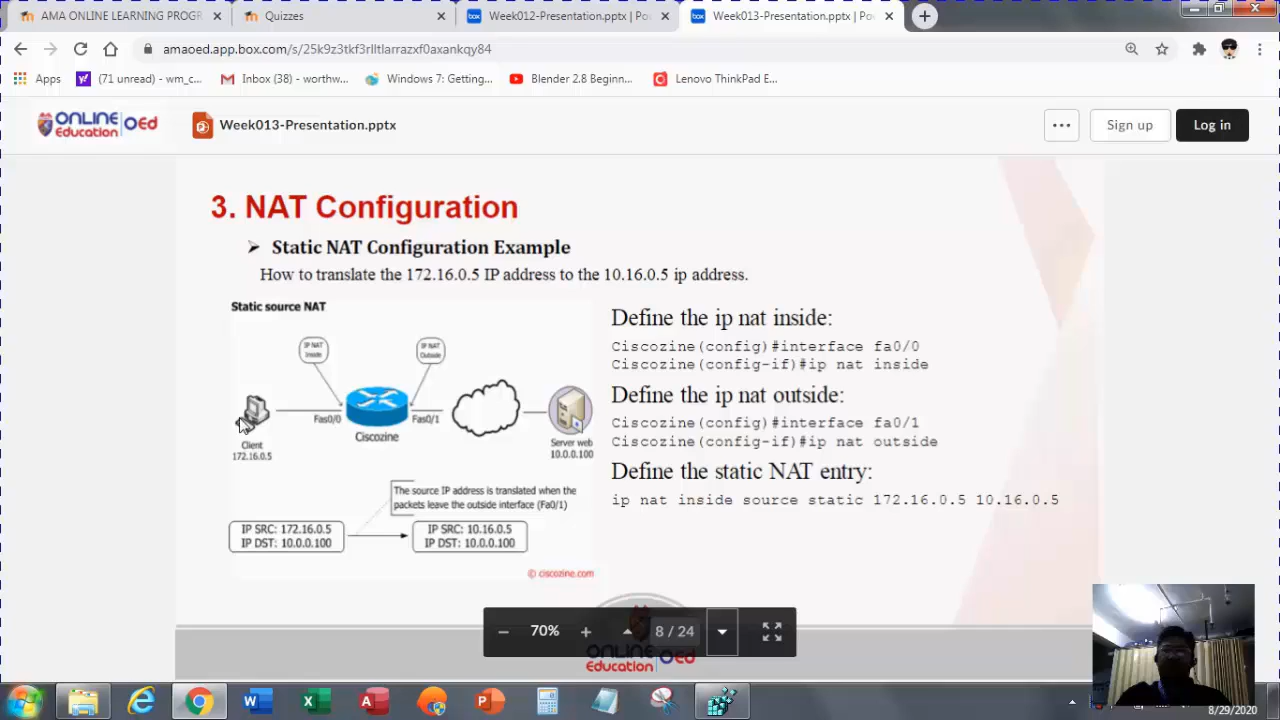 AMA ONLINE LEARNING PROGR
Quizzes
Week012-Presentation.pptx | Po
Week013-Presentation.pptx | Po
amaoed.app.box.com/s/25k9z3tkf3rlltlarrazxf0axankqy84
Apps
(71 unread) - wm_c...
Inbox (38) - worthw...
Windows 7: Getting...
Blender 2.8 Beginn...
Lenovo ThinkPad E...
ONLINE
Education
OEd
Week013-Presentation.pptx
Sign up
Log in
3. NAT Configuration
Static NAT Configuration Example
How to translate the 172.16.0.5 IP address to the 10.16.0.5 ip address.
Static source NAT
IP NAT
Inside
IP NAT
Outside
Fas0/0
Fas0/1
Ciscozine
Client
172.16.0.5
Server web
10.0.0.100
The source IP address is translated when the
packets leave the outside interface (Fa0/1)
IP SRC: 172.16.0.5
IP DST: 10.0.0.100
IP SRC: 10.16.0.5
IP DST: 10.0.0.100
© ciscozine.com
Define the ip nat inside:
Ciscozine(config)#interface fa0/0
Ciscozine(config-if)#ip nat inside
Define the ip nat outside:
Ciscozine(config)#interface fa0/1
Ciscozine(config-if)#ip nat outside
Define the static NAT entry:
ip nat inside source static 172.16.0.5 10.16.0.5
70%
8 / 24
ONLINE
Education
OEd
8/29/2020